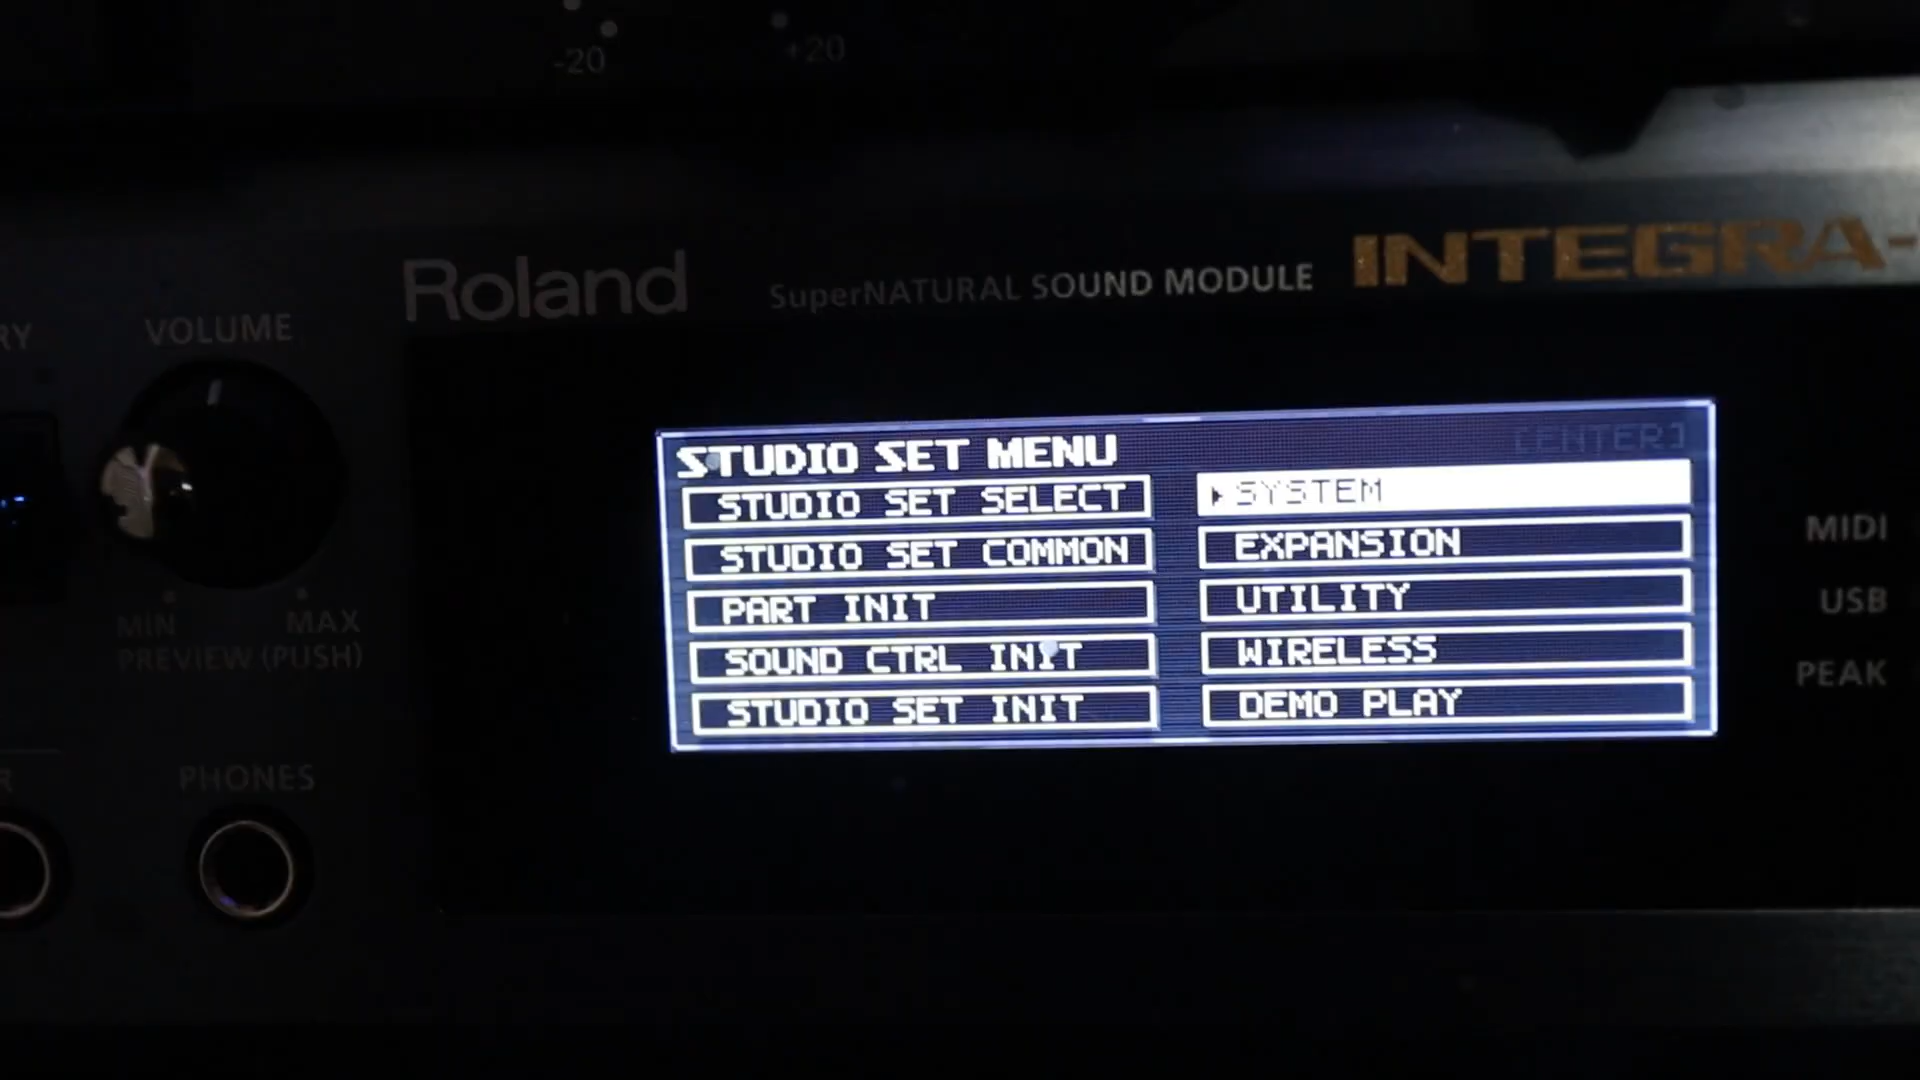 -20 +20
Roland SuperNATURAL SOUND MODULE INTEGRA-
VOLUME
MIN MAX
PREVIEW (PUSH)
PHONES
STUDIO SET MENU [ENTER]
STUDIO SET SELECT
STUDIO SET COMMON
PART INIT
SOUND CTRL INIT
STUDIO SET INIT
SYSTEM
EXPANSION
UTILITY
WIRELESS
DEMO PLAY
MIDI
USB
PEAK